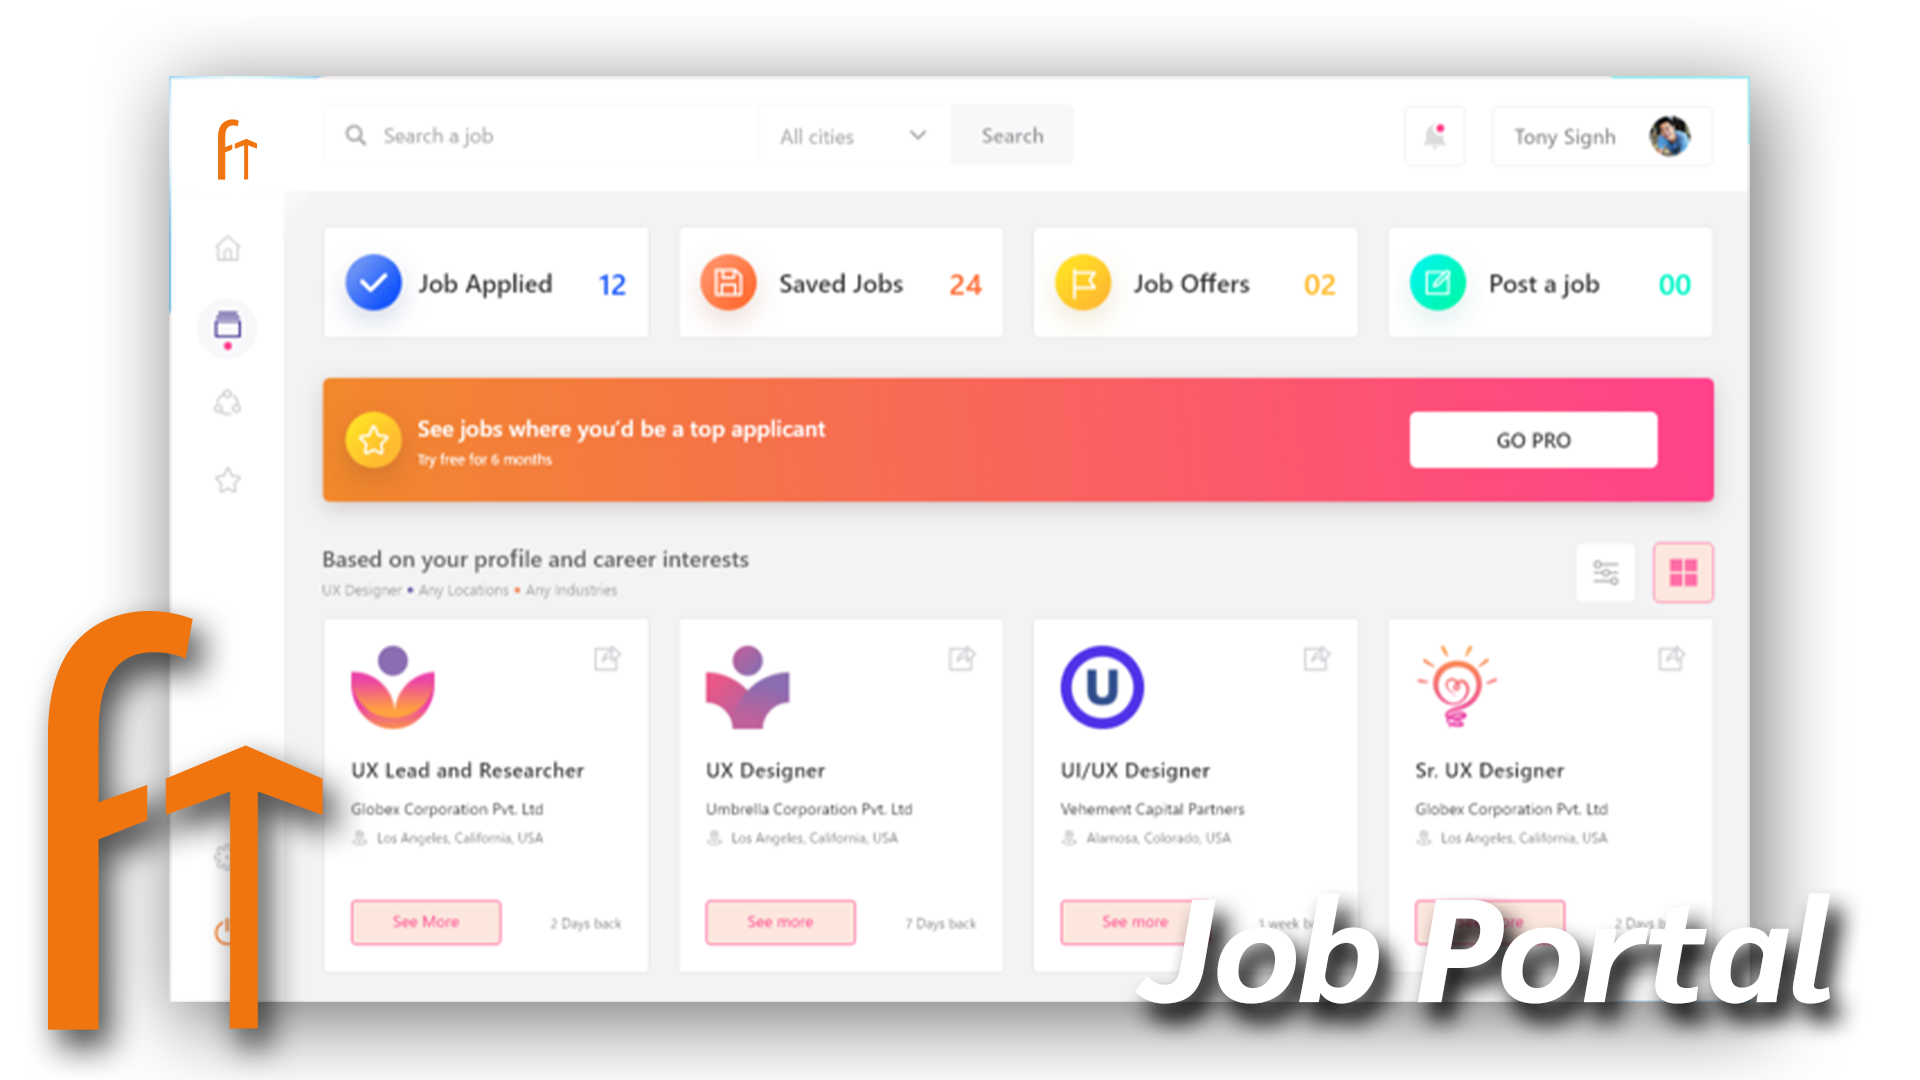 fT
Search a job
All cities
Search
Tony Signh
Job Applied 12
Saved Jobs 24
Job Offers 02
Post a job 00
See jobs where you'd be a top applicant
Try free for 6 months
GO PRO
Based on your profile and career interests
UX Designer • Any Locations • Any Industries
UX Lead and Researcher
Globex Corporation Pvt. Ltd
Los Angeles, California, USA
See More
2 Days back
UX Designer
Umbrella Corporation Pvt. Ltd
Los Angeles, California, USA
See more
7 Days back
U
UI/UX Designer
Vehement Capital Partners
Alamosa, Colorado, USA
See more
1 week
Sr. UX Designer
Globex Corporation Pvt. Ltd
Los Angeles, California, USA
2 Days
fT
Job Portal